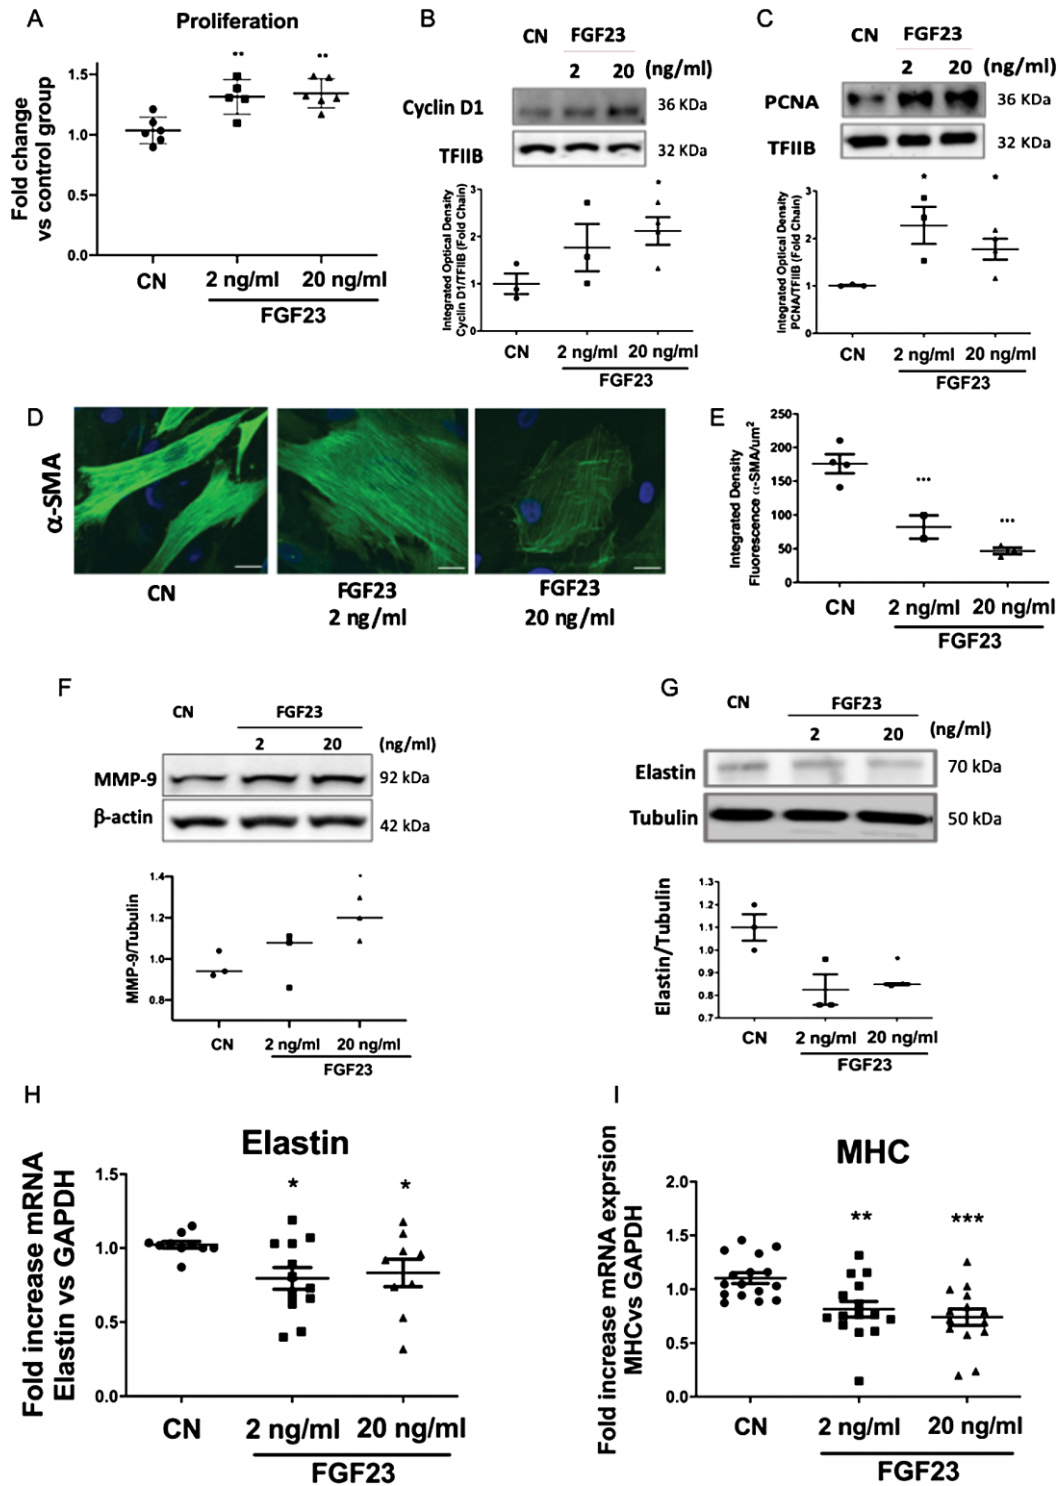 A
Proliferation
Fold change
vs control group
1.5
1.0
0.5
0.0
••
••
CN
2 ng/ml
20 ng/ml
FGF23
B
CN
FGF23
2
20
(ng/ml)
Cyclin D1
36 KDa
TFIIB
32 KDa
Integrated Optical Density
Cyclin D1/TFIIB (Fold Chain)
3
2
1
0
*
CN
2 ng/ml
20 ng/ml
FGF23
C
CN
FGF23
2
20
(ng/ml)
PCNA
36 KDa
TFIIB
32 KDa
Integrated Optical Density
PCNA/TFIIB (Fold Chain)
3
2
1
0
*
*
CN
2 ng/ml
20 ng/ml
FGF23
D
α-SMA
CN
FGF23
2 ng/ml
FGF23
20 ng/ml
E
Integrated Density
Fluorescence α-SMA/um²
250
200
150
100
50
0
•••
•••
CN
2 ng/ml
20 ng/ml
FGF23
F
CN
FGF23
2
20
(ng/ml)
MMP-9
92 kDa
β-actin
42 kDa
MMP-9/Tubulin
1.4
1.2
1.0
0.8
CN
2 ng/ml
20 ng/ml
FGF23
G
CN
FGF23
2
20
(ng/ml)
Elastin
70 kDa
Tubulin
50 kDa
Elastin/Tubulin
1.3
1.2
1.1
1.0
0.9
0.8
0.7
*
CN
2 ng/ml
20 ng/ml
FGF23
H
Elastin
Fold increase mRNA
Elastin vs GAPDH
1.5
1.0
0.5
0.0
*
*
CN
2 ng/ml
20 ng/ml
FGF23
I
MHC
Fold increase mRNA exprsion
MHCvs GAPDH
2.0
1.5
1.0
0.5
0.0
**
***
CN
2 ng/ml
20 ng/ml
FGF23